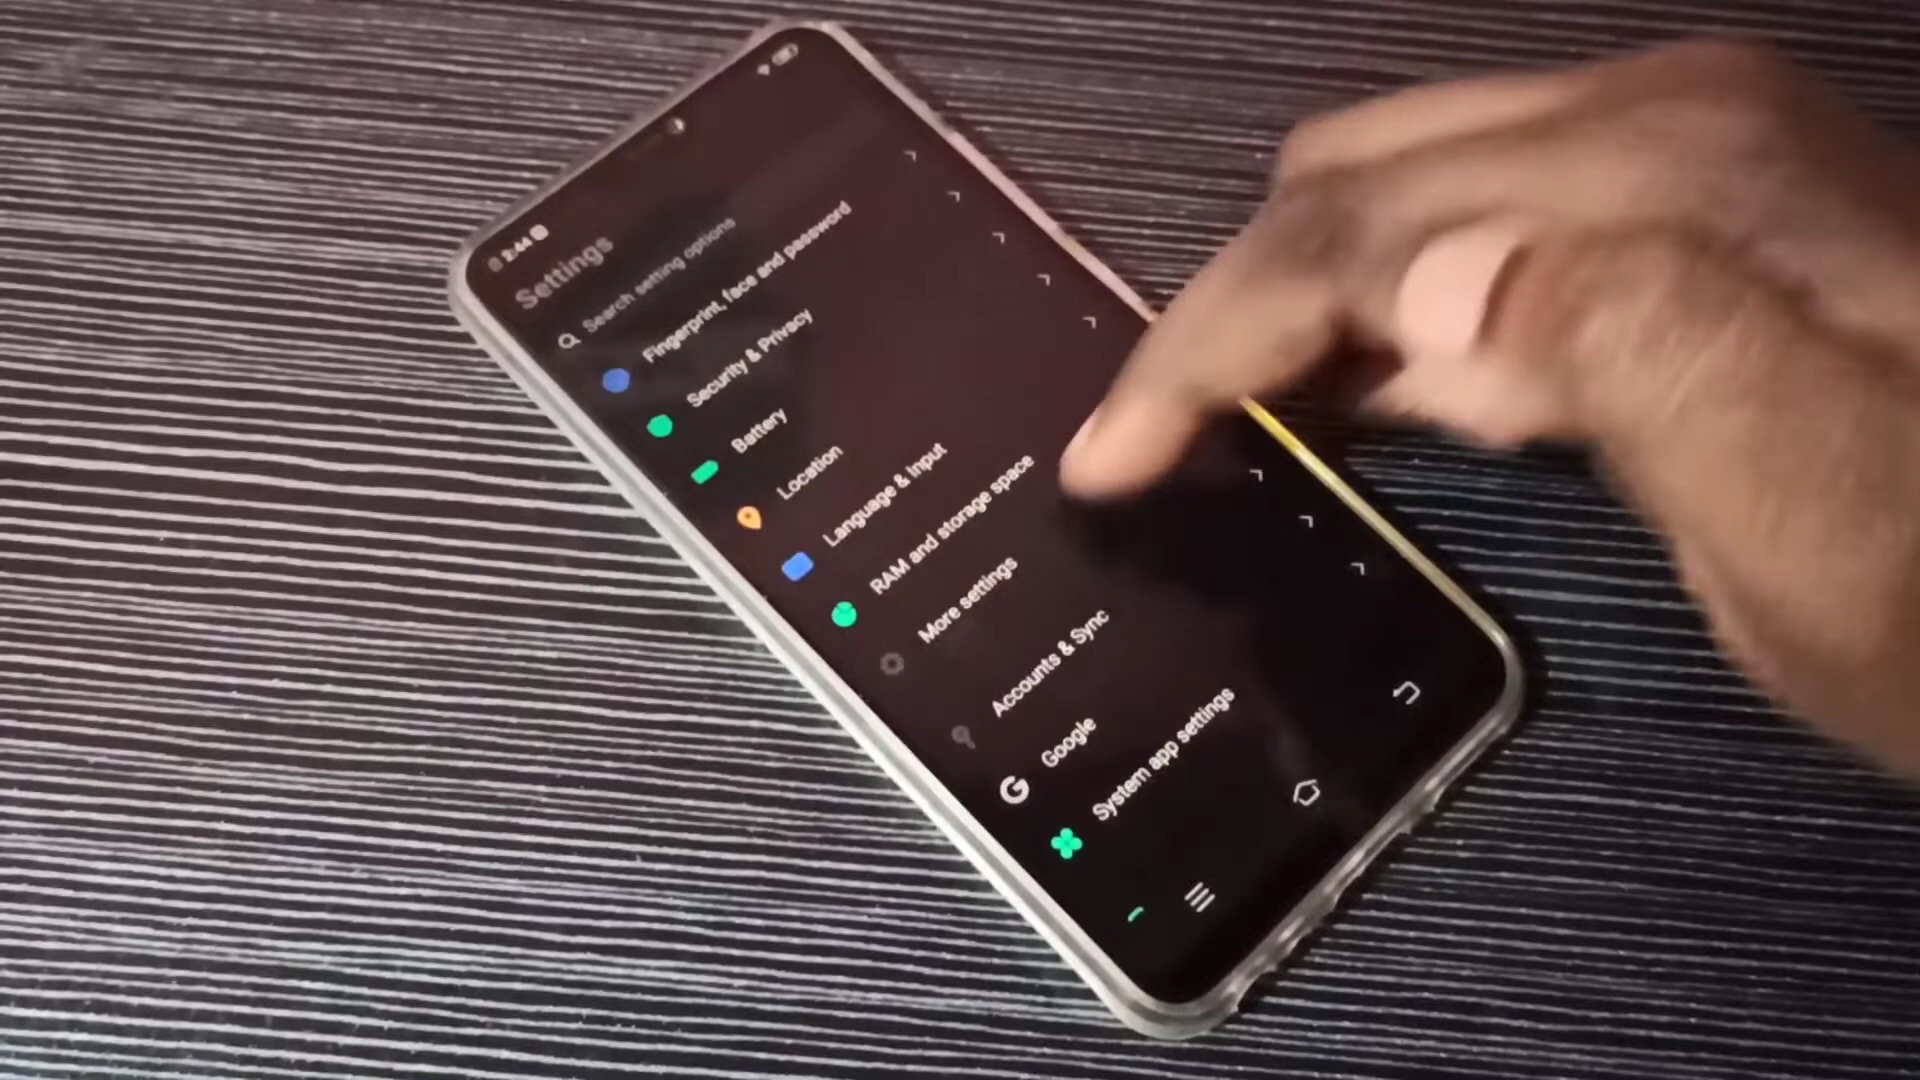 2:44
Settings
Search setting options
Fingerprint, face and password
Security & Privacy
Battery
Location
Language & Input
RAM and storage space
More settings
Accounts & Sync
Google
System app settings